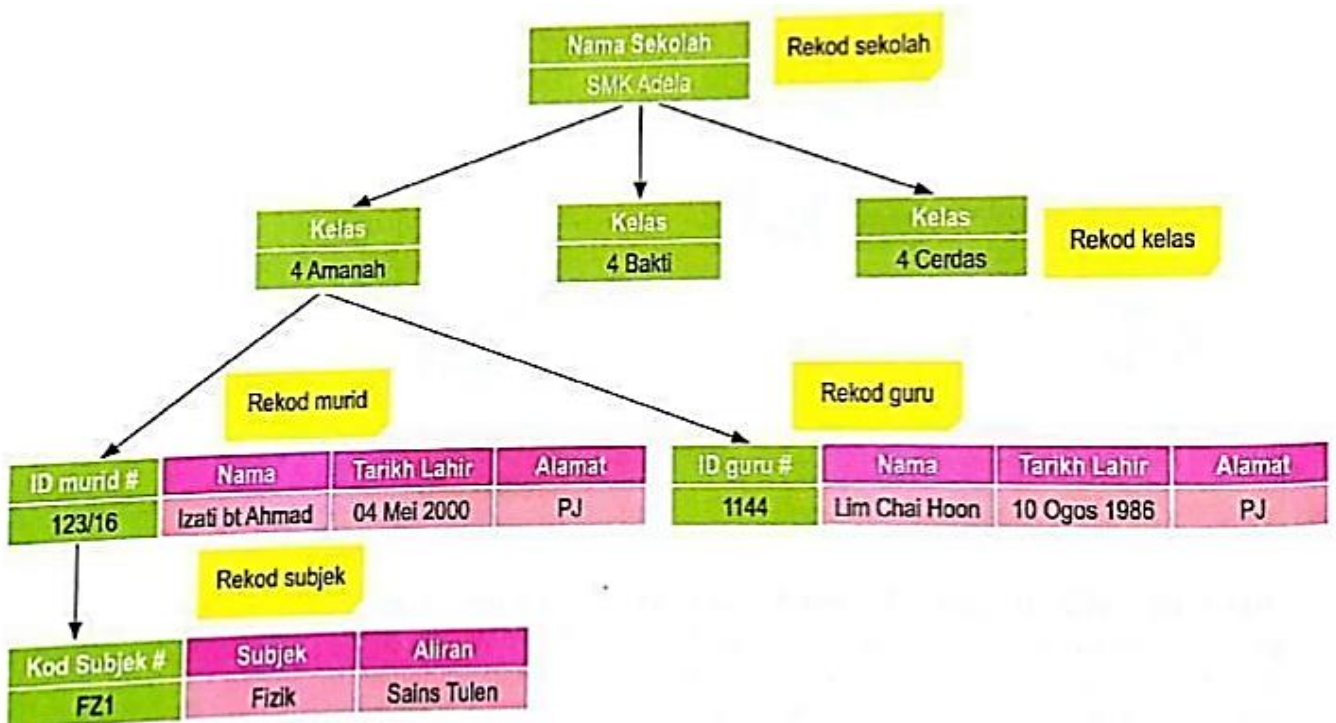 Nama Sekolah
SMK Adela
Rekod sekolah
Kelas
4 Amanah
Kelas
4 Bakti
Kelas
4 Cerdas
Rekod kelas
Rekod murid
Rekod guru
ID murid # Nama Tarikh Lahir Alamat
123/16 Izati bt Ahmad 04 Mei 2000 PJ
ID guru # Nama Tarikh Lahir Alamat
1144 Lim Chai Hoon 10 Ogos 1986 PJ
Rekod subjek
Kod Subjek # Subjek Aliran
FZ1 Fizik Sains Tulen